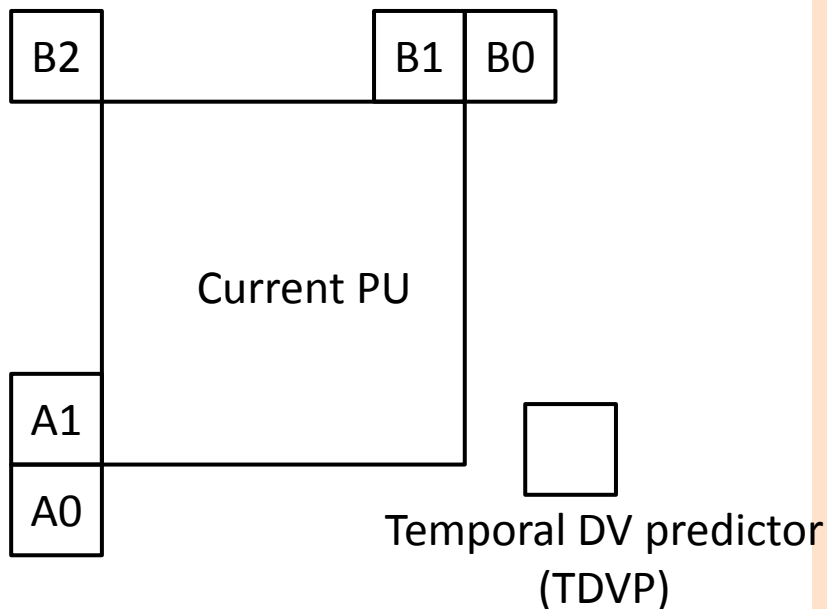 B2
B1
B0
Current PU
A1
A0
Temporal DV predictor
(TDVP)